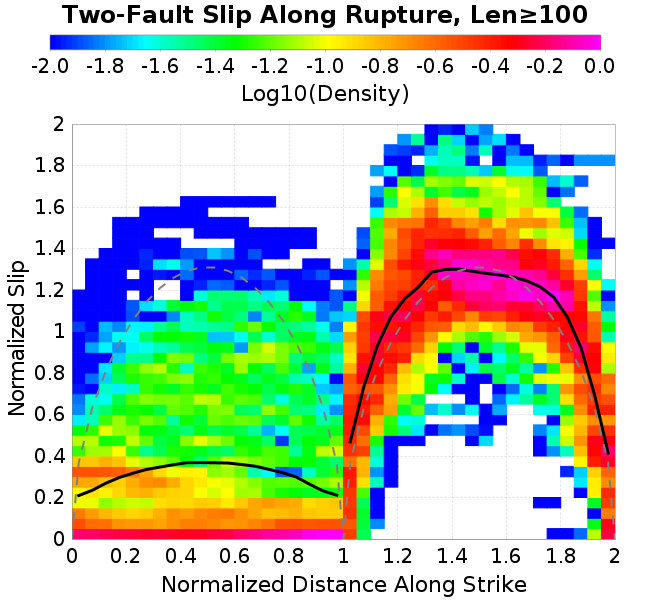 Two-Fault Slip Along Rupture, Len≥100
-2.0 -1.8 -1.6 -1.4 -1.2 -1.0 -0.8 -0.6 -0.4 -0.2 0.0
Log10(Density)
2
1.8
1.6
1.4
1.2
1
0.8
0.6
0.4
0.2
0
Normalized Slip
0 0.2 0.4 0.6 0.8 1 1.2 1.4 1.6 1.8 2
Normalized Distance Along Strike